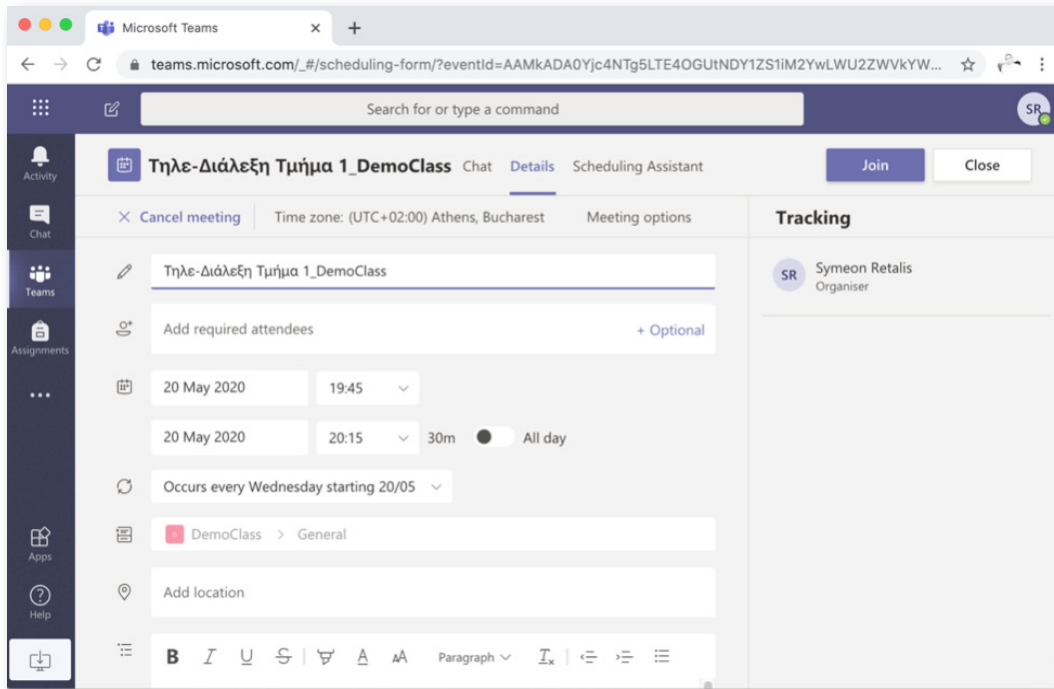 Microsoft Teams
teams.microsoft.com/_#/scheduling-form/?eventId=AAMkADA0Yjc4NTg5LTE4OGUtNDY1ZS1iM2YwLWU2ZWVkYW...
Search for or type a command
SR
Activity
Chat
Teams
Assignments
Apps
Help
Τηλε-Διάλεξη Τμήμα 1_DemoClass Chat Details Scheduling Assistant Join Close
Cancel meeting Time zone: (UTC+02:00) Athens, Bucharest Meeting options
Τηλε-Διάλεξη Τμήμα 1_DemoClass
Add required attendees + Optional
20 May 2020 19:45
20 May 2020 20:15 30m All day
Occurs every Wednesday starting 20/05
DemoClass > General
Add location
B I U S A AA Paragraph Ix
Tracking
SR Symeon Retalis
Organiser